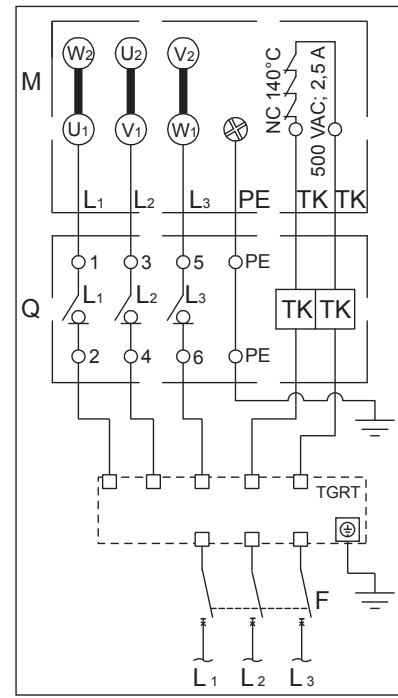 W2 U2 V2
M
U1 V1 W1
NC 140°C
500 VAC; 2,5 A
L1 L2 L3 PE TK TK
1 3 5 PE
Q
L1 L2 L3
TK TK
2 4 6 PE
TGRT
F
L1 L2 L3